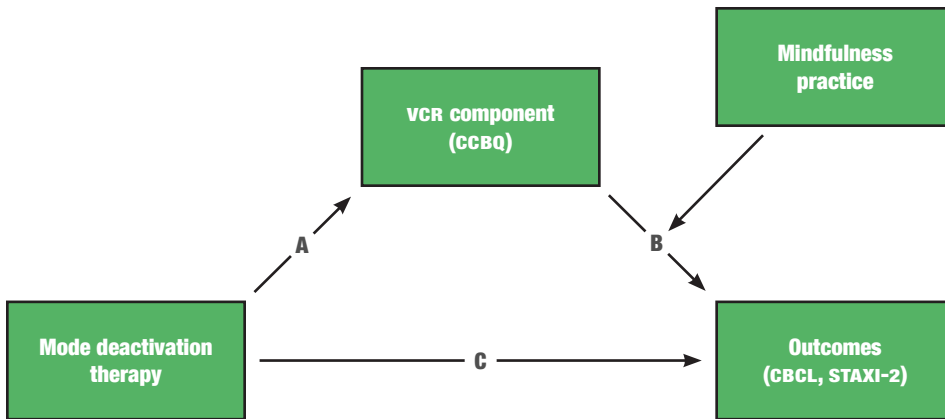 Mindfulness
practice
VCR component
(CCBQ)
A
B
Mode deactivation
therapy
C
Outcomes
(CBCL, STAXI-2)